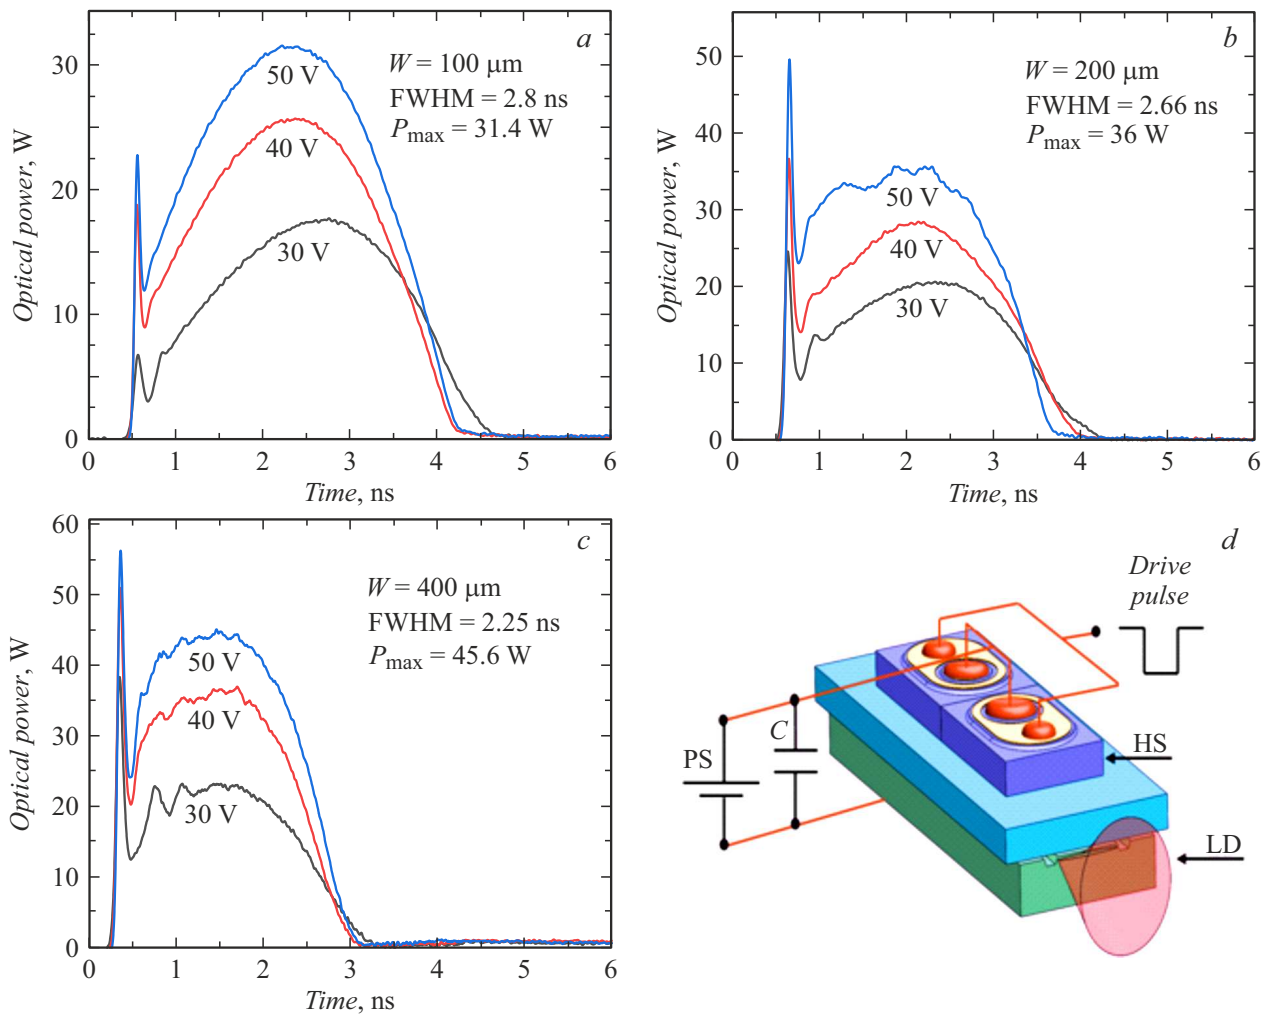 a
W = 100 μm
FWHM = 2.8 ns
Pmax = 31.4 W
50 V
40 V
30 V
30
20
10
0
0 1 2 3 4 5 6
Optical power, W
Time, ns
b
W = 200 μm
FWHM = 2.66 ns
Pmax = 36 W
50 V
40 V
30 V
50
40
30
20
10
0
0 1 2 3 4 5 6
Optical power, W
Time, ns
c
W = 400 μm
FWHM = 2.25 ns
Pmax = 45.6 W
50 V
40 V
30 V
60
50
40
30
20
10
0
0 1 2 3 4 5 6
Optical power, W
Time, ns
d
Drive
pulse
C
PS
HS
LD